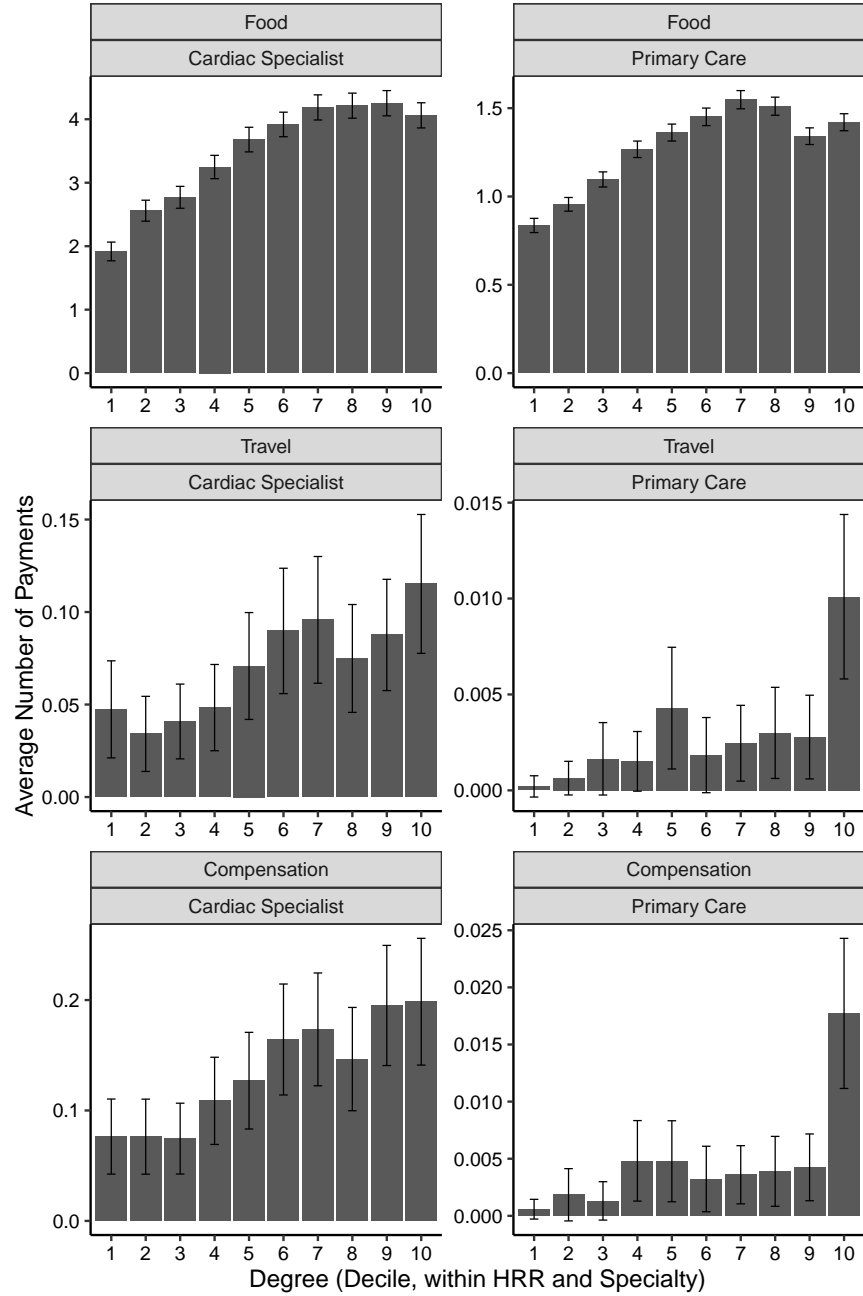 Food
Cardiac Specialist
4
3
2
1
0
1 2 3 4 5 6 7 8 9 10
Food
Primary Care
1.5
1.0
0.5
0.0
1 2 3 4 5 6 7 8 9 10
Average Number of Payments
Travel
Cardiac Specialist
0.15
0.10
0.05
0.00
1 2 3 4 5 6 7 8 9 10
Travel
Primary Care
0.015
0.010
0.005
0.000
1 2 3 4 5 6 7 8 9 10
Compensation
Cardiac Specialist
0.2
0.1
0.0
1 2 3 4 5 6 7 8 9 10
Compensation
Primary Care
0.025
0.020
0.015
0.010
0.005
0.000
1 2 3 4 5 6 7 8 9 10
Degree (Decile, within HRR and Specialty)